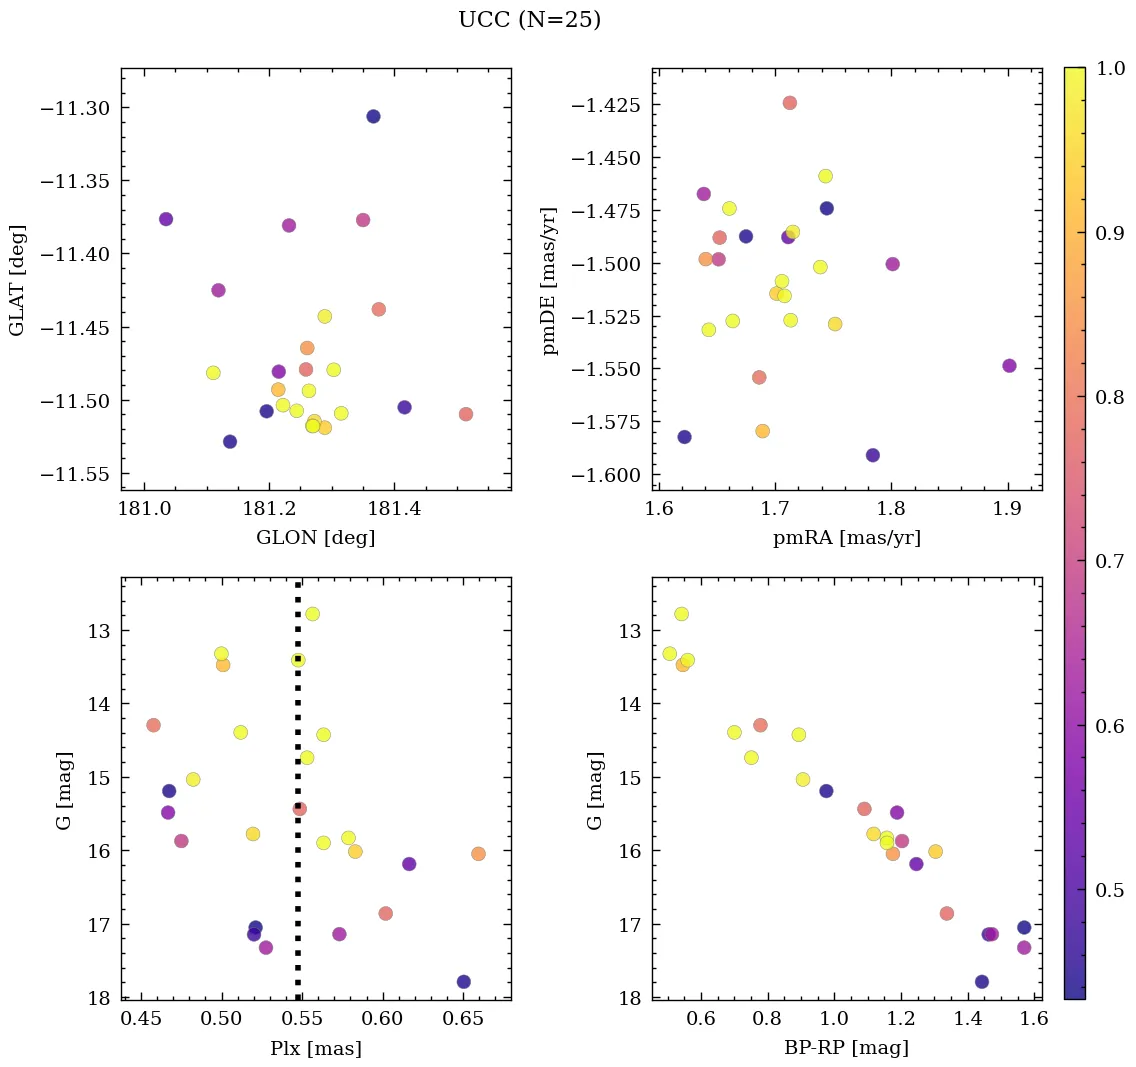 UCC (N=25)
−11.30
−11.35
−11.40
−11.45
−11.50
−11.55
GLAT [deg]
181.0 181.2 181.4
GLON [deg]
−1.425
−1.450
−1.475
−1.500
−1.525
−1.550
−1.575
−1.600
pmDE [mas/yr]
1.6 1.7 1.8 1.9
pmRA [mas/yr]
1.0
0.9
0.8
0.7
0.6
0.5
13
14
15
16
17
18
G [mag]
0.45 0.50 0.55 0.60 0.65
Plx [mas]
13
14
15
16
17
18
G [mag]
0.6 0.8 1.0 1.2 1.4 1.6
BP-RP [mag]